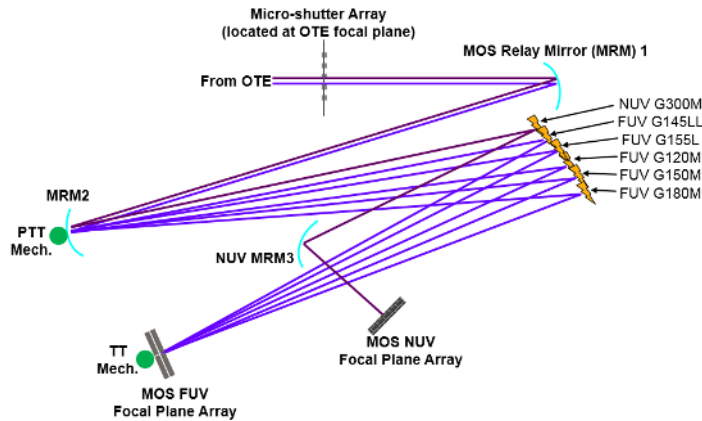 Micro-shutter Array
(located at OTE focal plane)
MOS Relay Mirror (MRM) 1
From OTE
NUV G300M
FUV G145LL
FUV G155L
FUV G120M
FUV G150M
FUV G180M
MRM2
PTT
Mech.
NUV MRM3
MOS NUV
Focal Plane Array
TT
Mech.
MOS FUV
Focal Plane Array